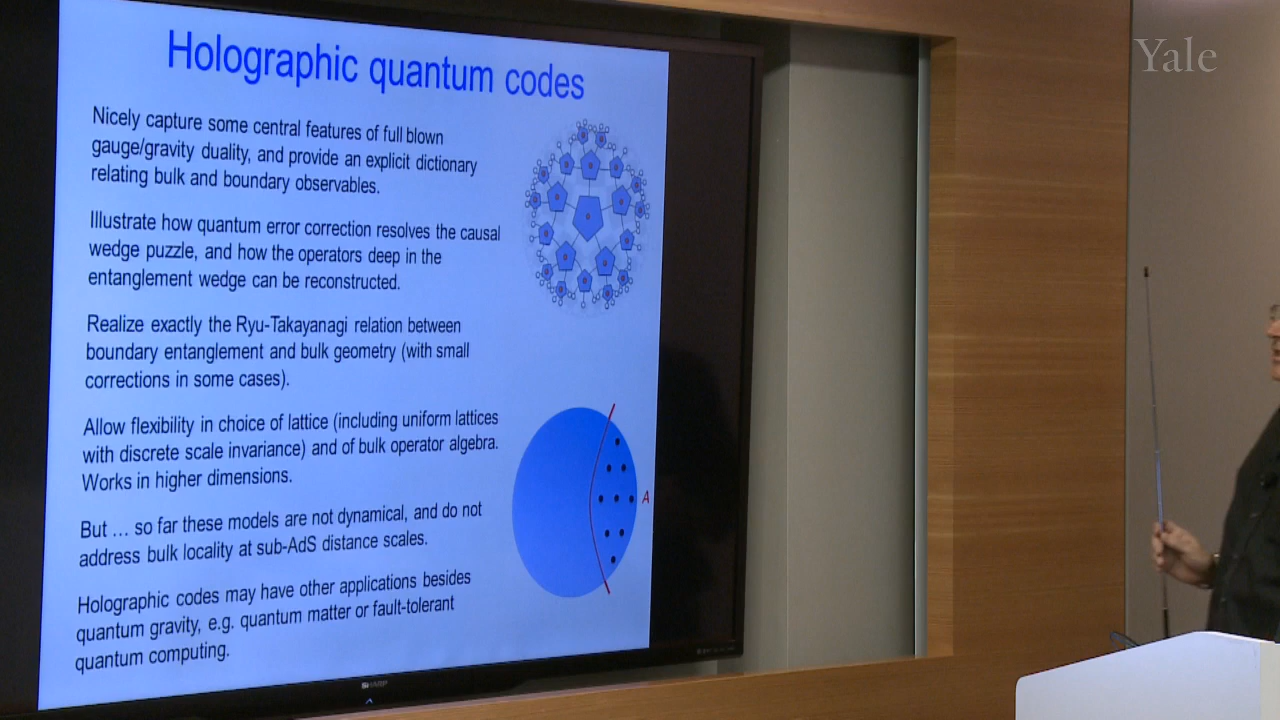 Holographic quantum codes
Nicely capture some central features of full blown
gauge/gravity duality, and provide an explicit dictionary
relating bulk and boundary observables.
Illustrate how quantum error correction resolves the causal
wedge puzzle, and how the operators deep in the
entanglement wedge can be reconstructed.
Realize exactly the Ryu-Takayanagi relation between
boundary entanglement and bulk geometry (with small
corrections in some cases).
Allow flexibility in choice of lattice (including uniform lattices
with discrete scale invariance) and of bulk operator algebra.
Works in higher dimensions.
But … so far these models are not dynamical, and do not
address bulk locality at sub-AdS distance scales.
Holographic codes may have other applications besides
quantum gravity, e.g. quantum matter or fault-tolerant
quantum computing.
A
SHARP
Yale